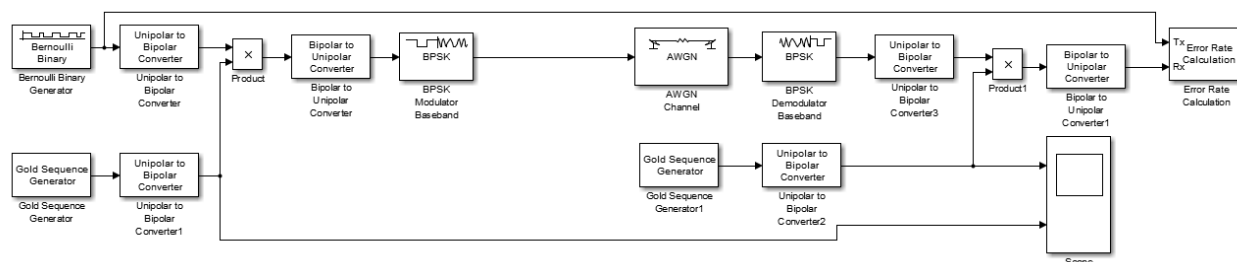 Bernoulli
Binary
Bernoulli Binary
Generator
Unipolar to
Bipolar
Converter
Unipolar to
Bipolar
Converter
×
Product
Bipolar to
Unipolar
Converter
Bipolar to
Unipolar
Converter
BPSK
BPSK
Modulator
Baseband
AWGN
AWGN
Channel
BPSK
BPSK
Demodulator
Baseband
Unipolar to
Bipolar
Converter
Unipolar to
Bipolar
Converter3
×
Product1
Bipolar to
Unipolar
Converter
Bipolar to
Unipolar
Converter1
Tx
Rx
Error Rate
Calculation
Error Rate
Calculation
Gold Sequence
Generator
Gold Sequence
Generator
Unipolar to
Bipolar
Converter
Unipolar to
Bipolar
Converter1
Gold Sequence
Generator
Gold Sequence
Generator1
Unipolar to
Bipolar
Converter
Unipolar to
Bipolar
Converter2